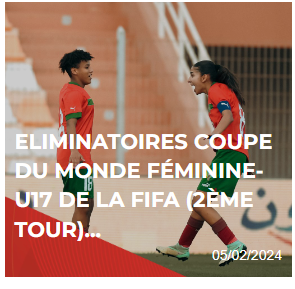 ELIMINATOIRES COUPE
DU MONDE FÉMININE-
U17 DE LA FIFA (2ÈME
TOUR)...
05/02/2024